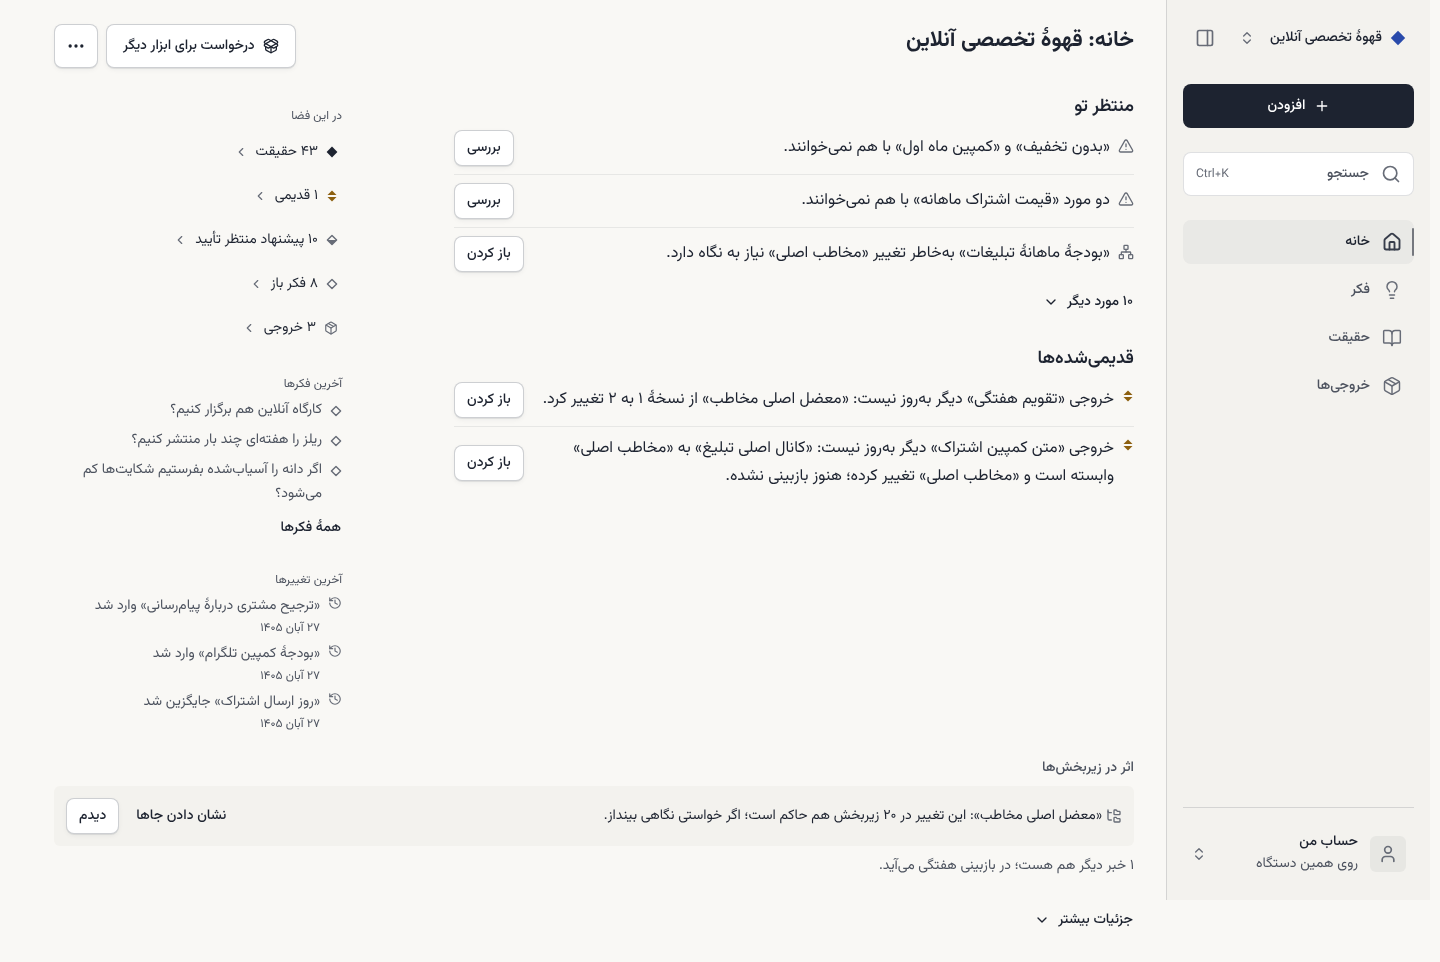 قهوهٔ تخصصی آنلاین
افزودن
جستجو
Ctrl+K
خانه
فکر
حقیقت
خروجی‌ها
حساب من
روی همین دستگاه
خانه: قهوهٔ تخصصی آنلاین
درخواست برای ابزار دیگر
منتظر تو
«بدون تخفیف» و «کمپین ماه اول» با هم نمی‌خوانند.
بررسی
دو مورد «قیمت اشتراک ماهانه» با هم نمی‌خوانند.
بررسی
«بودجهٔ ماهانهٔ تبلیغات» به‌خاطر تغییر «مخاطب اصلی» نیاز به نگاه دارد.
باز کردن
۱۰ مورد دیگر
قدیمی‌شده‌ها
خروجی «تقویم هفتگی» دیگر به‌روز نیست: «معضل اصلی مخاطب» از نسخهٔ ۱ به ۲ تغییر کرد.
باز کردن
خروجی «متن کمپین اشتراک» دیگر به‌روز نیست: «کانال اصلی تبلیغ» به «مخاطب اصلی»
وابسته است و «مخاطب اصلی» تغییر کرده؛ هنوز بازبینی نشده.
باز کردن
در این فضا
۴۳ حقیقت
۱ قدیمی
۱۰ پیشنهاد منتظر تأیید
۸ فکر باز
۳ خروجی
آخرین فکرها
کارگاه آنلاین هم برگزار کنیم؟
ریلز را هفته‌ای چند بار منتشر کنیم؟
اگر دانه را آسیاب‌شده بفرستیم شکایت‌ها کم
می‌شود؟
همهٔ فکرها
آخرین تغییرها
«ترجیح مشتری دربارهٔ پیام‌رسانی» وارد شد
۲۷ آبان ۱۴۰۵
«بودجهٔ کمپین تلگرام» وارد شد
۲۷ آبان ۱۴۰۵
«روز ارسال اشتراک» جایگزین شد
۲۷ آبان ۱۴۰۵
اثر در زیربخش‌ها
«معضل اصلی مخاطب»: این تغییر در ۲۰ زیربخش هم حاکم است؛ اگر خواستی نگاهی بینداز.
نشان دادن جاها
دیدم
۱ خبر دیگر هم هست؛ در بازبینی هفتگی می‌آید.
جزئیات بیشتر